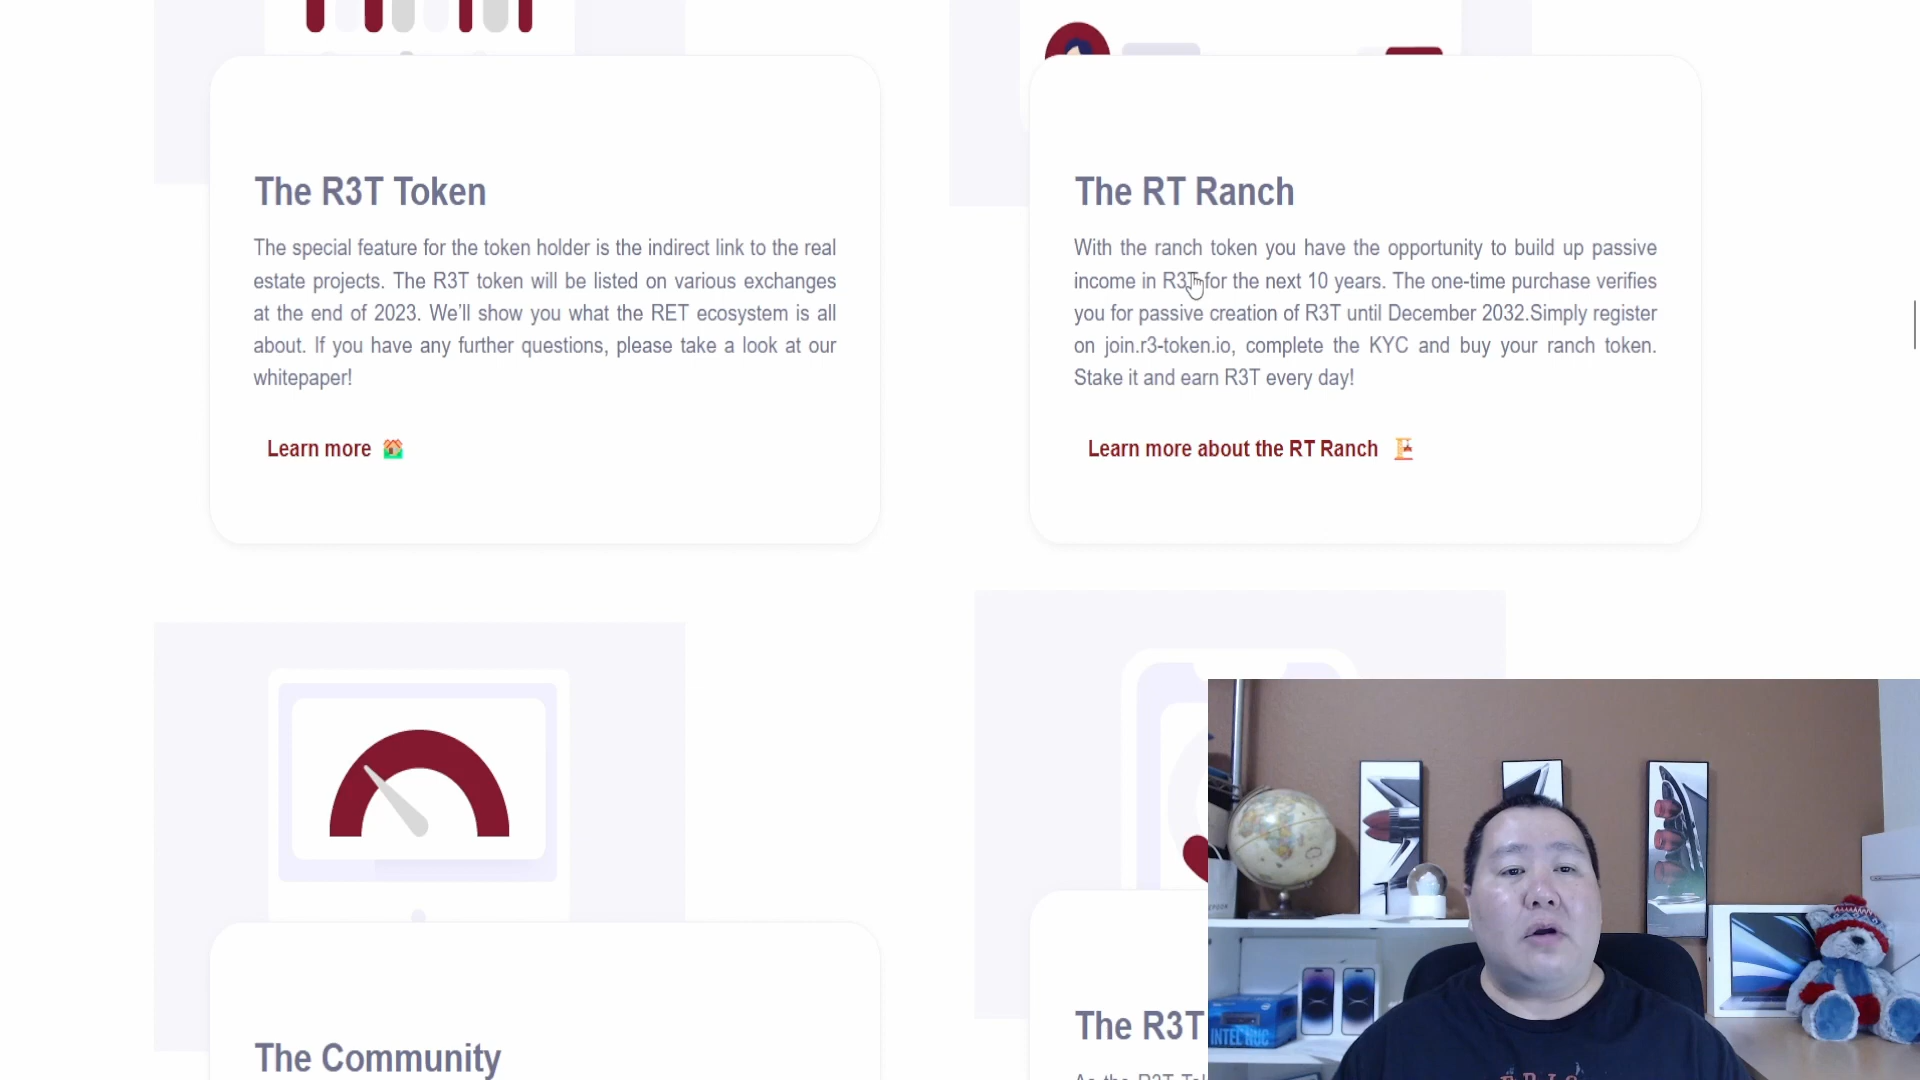 The R3T Token
The special feature for the token holder is the indirect link to the real
estate projects. The R3T token will be listed on various exchanges
at the end of 2023. We'll show you what the RET ecosystem is all
about. If you have any further questions, please take a look at our
whitepaper!
Learn more
The RT Ranch
With the ranch token you have the opportunity to build up passive
income in R3T for the next 10 years. The one-time purchase verifies
you for passive creation of R3T until December 2032.Simply register
on join.r3-token.io, complete the KYC and buy your ranch token.
Stake it and earn R3T every day!
Learn more about the RT Ranch
The Community
The R3T
INTEL NUC